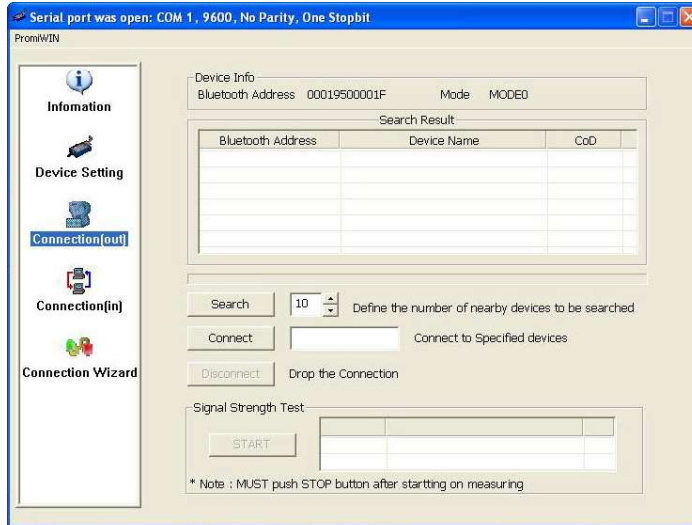 Serial port was open: COM 1, 9600, No Parity, One Stopbit
PromiWIN
Infomation
Device Setting
Connection(out)
Connection(in)
Connection Wizard
Device Info
Bluetooth Address 00019500001F Mode MODE0
Search Result
Bluetooth Address Device Name CoD
Search 10 Define the number of nearby devices to be searched
Connect Connect to Specified devices
Disconnect Drop the Connection
Signal Strength Test
START
* Note : MUST push STOP button after startting on measuring